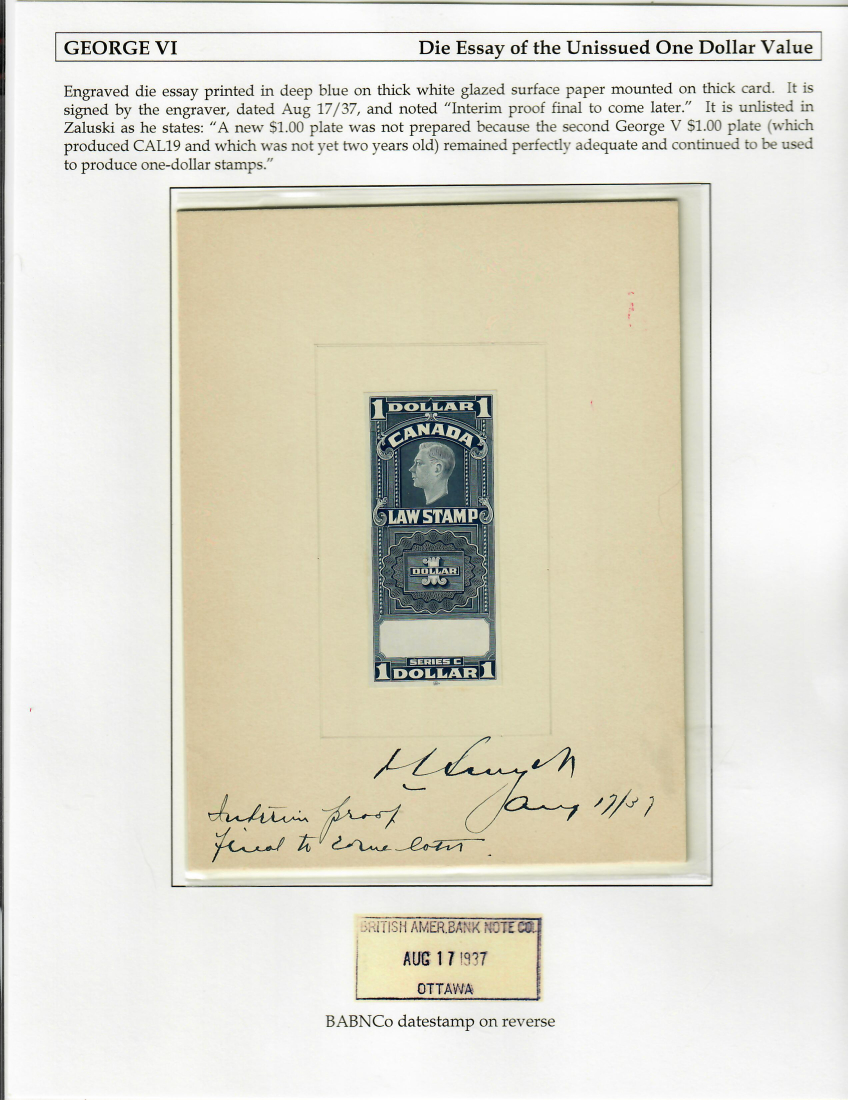 GEORGE VI Die Essay of the Unissued One Dollar Value
Engraved die essay printed in deep blue on thick white glazed surface paper mounted on thick card. It is
signed by the engraver, dated Aug 17/37, and noted “Interim proof final to come later.” It is unlisted in
Zaluski as he states: “A new $1.00 plate was not prepared because the second George V $1.00 plate (which
produced CAL19 and which was not yet two years old) remained perfectly adequate and continued to be used
to produce one-dollar stamps.”
1 DOLLAR 1
CANADA
LAW STAMP
1
DOLLAR
SERIES C
1 DOLLAR 1
Aug 17/37
Interim proof
final to come later.
BRITISH AMER. BANK NOTE CO.
AUG 17 1937
OTTAWA
BABNCo datestamp on reverse